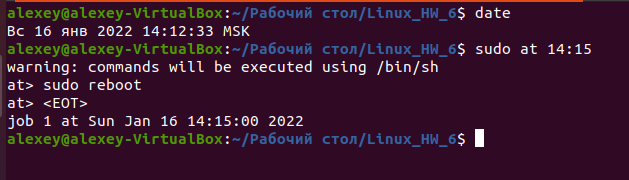 alexey@alexey-VirtualBox:~/Рабочий стол/Linux_HW_6$ date
Вс 16 янв 2022 14:12:33 MSK
alexey@alexey-VirtualBox:~/Рабочий стол/Linux_HW_6$ sudo at 14:15
warning: commands will be executed using /bin/sh
at> sudo reboot
at> <EOT>
job 1 at Sun Jan 16 14:15:00 2022
alexey@alexey-VirtualBox:~/Рабочий стол/Linux_HW_6$